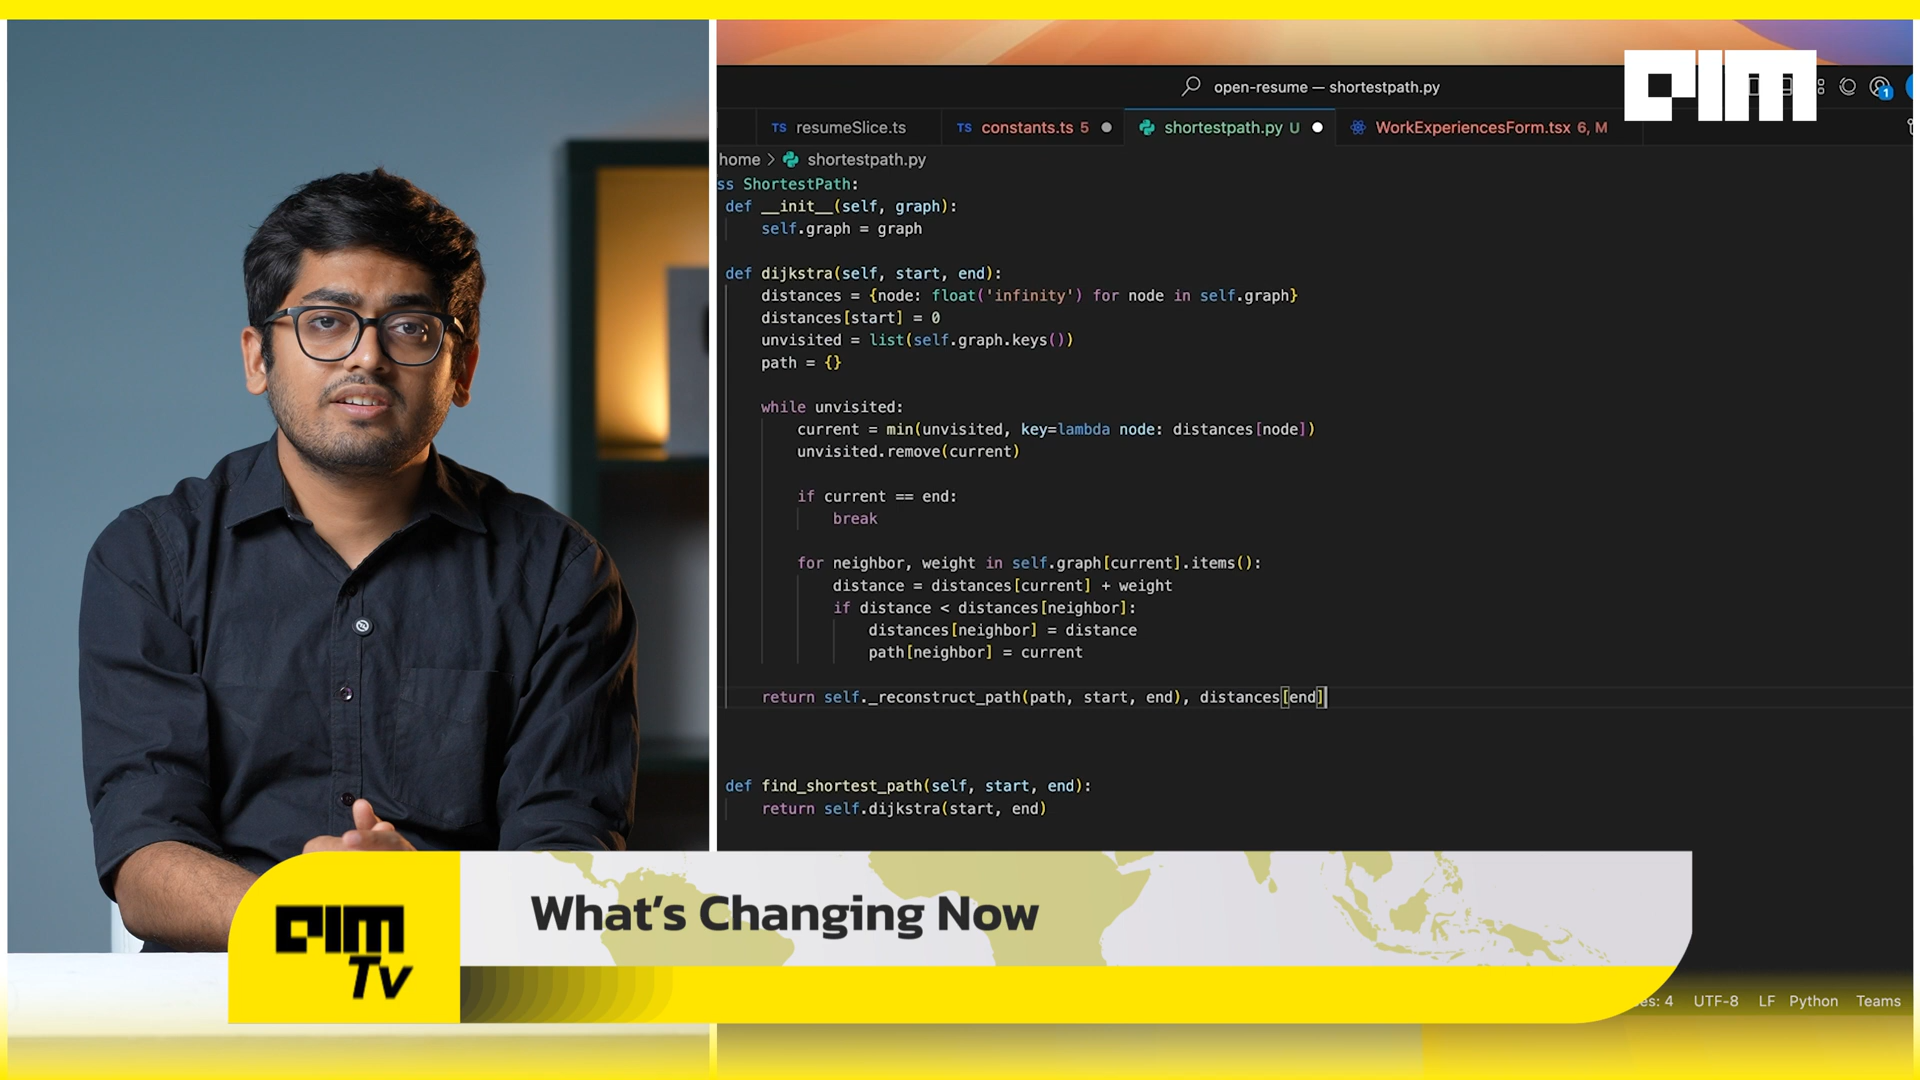 AIM
open-resume — shortestpath.py
1
TS resumeSlice.ts
TS constants.ts 5
shortestpath.py U
WorkExperiencesForm.tsx 6, M
home > shortestpath.py
ss ShortestPath:
def __init__(self, graph):
self.graph = graph
def dijkstra(self, start, end):
distances = {node: float('infinity') for node in self.graph}
distances[start] = 0
unvisited = list(self.graph.keys())
path = {}
while unvisited:
current = min(unvisited, key=lambda node: distances[node])
unvisited.remove(current)
if current == end:
break
for neighbor, weight in self.graph[current].items():
distance = distances[current] + weight
if distance < distances[neighbor]:
distances[neighbor] = distance
path[neighbor] = current
return self._reconstruct_path(path, start, end), distances[end]
def find_shortest_path(self, start, end):
return self.dijkstra(start, end)
AIM
Tv
What's Changing Now
es: 4 UTF-8 LF Python Teams